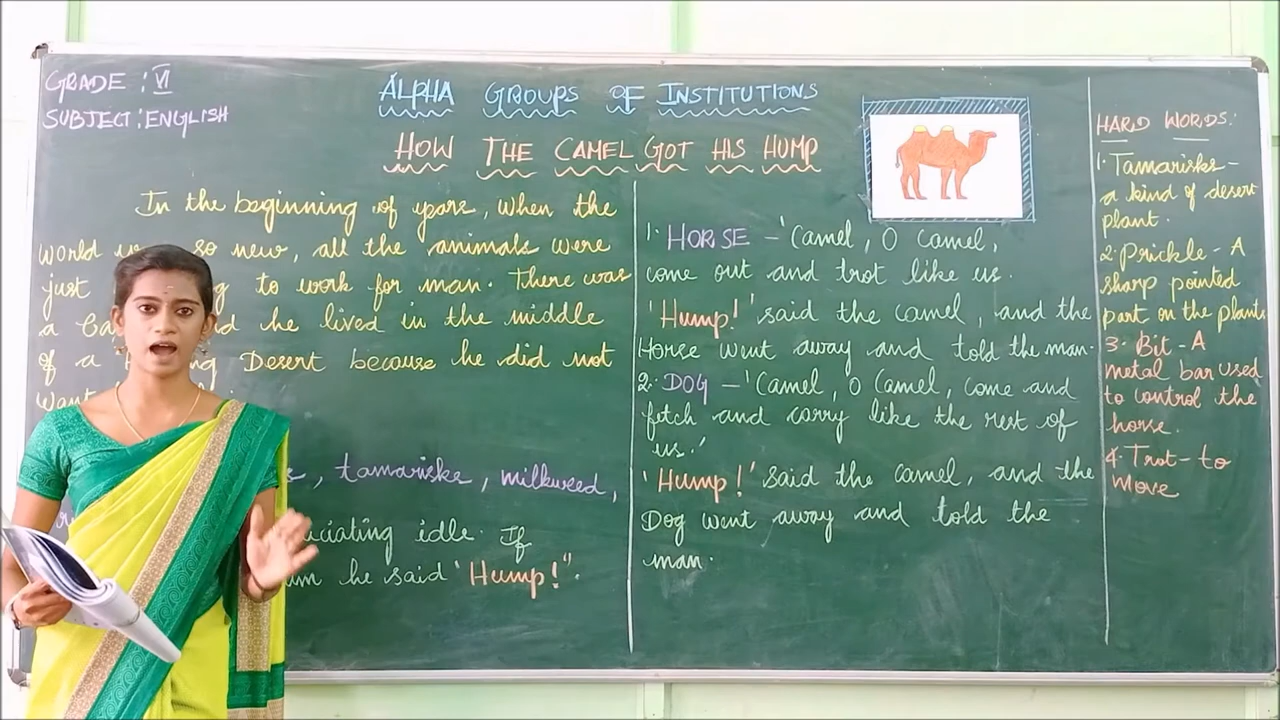 GRADE : VI
SUBJECT: ENGLISH
ALPHA GROUPS OF INSTITUTIONS
HOW THE CAMEL GOT HIS HUMP
In the beginning of years, when the
world so new, all the animals were
just to work for man. There was
a he lived in the middle
of a Desert because he did not
, tamariske, milkweed,
idle. If
he said "Hump!".
1. HORSE - 'Camel, O Camel,
come out and trot like us.
'Hump!' said the camel, and the
Horse went away and told the man.
2. DOG - 'Camel, O Camel, come and
fetch and carry like the rest of
us.'
'Hump!' said the camel, and the
Dog went away and told the
man.
HARD WORDS:
1. Tamarisks -
a kind of desert
plant.
2. Prickle - A
sharp pointed
part on the plants
3. Bit - A
metal bar used
to control the
horse.
4. Trot - to
move